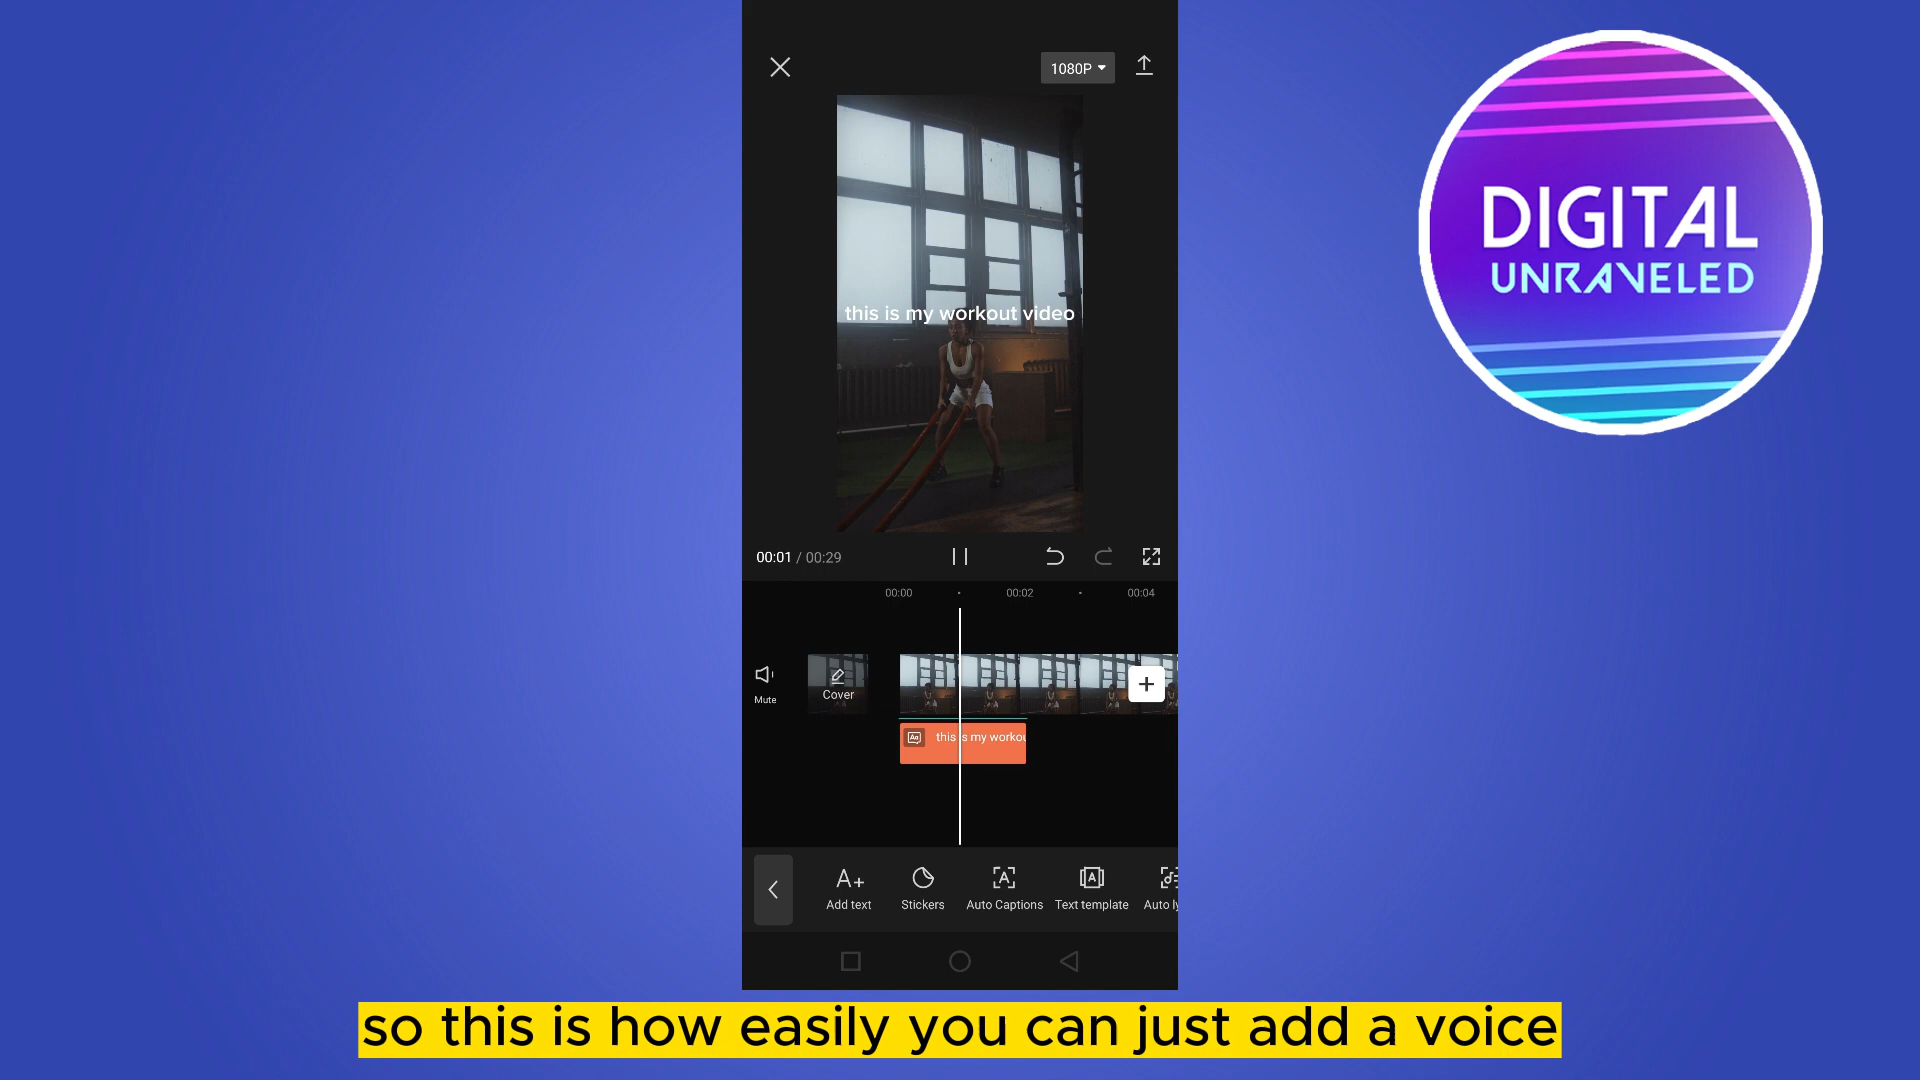 1080P
DIGITAL
UNRAVELED
this is my workout video
00:01 / 00:29
00:00
00:02
00:04
Mute
Cover
this is my workou
Add text
Stickers
Auto Captions
Text template
Auto ly
so this is how easily you can just add a voice